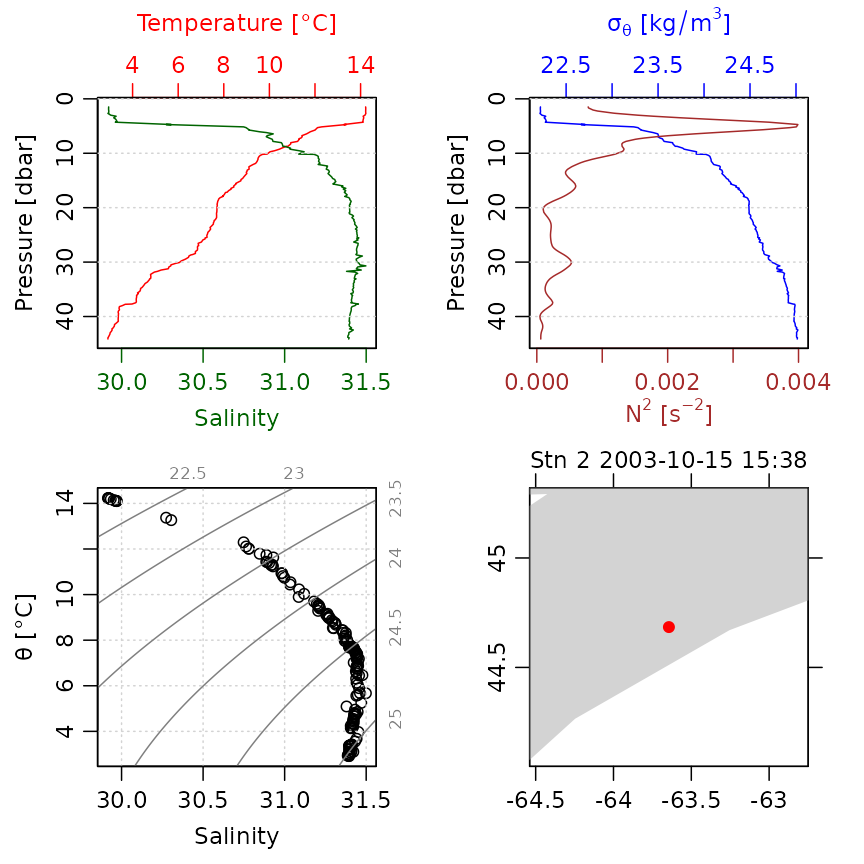 Temperature [°C]
4 6 8 10 14
0
10
20
30
40
Pressure [dbar]
30.0 30.5 31.0 31.5
Salinity
σθ [kg/m³]
22.5 23.5 24.5
0
10
20
30
40
Pressure [dbar]
0.000 0.002 0.004
N² [s⁻²]
22.5 23
23.5
24
24.5
25
14
10
8
6
4
θ [°C]
30.0 30.5 31.0 31.5
Salinity
Stn 2 2003-10-15 15:38
45
44.5
-64.5 -64 -63.5 -63